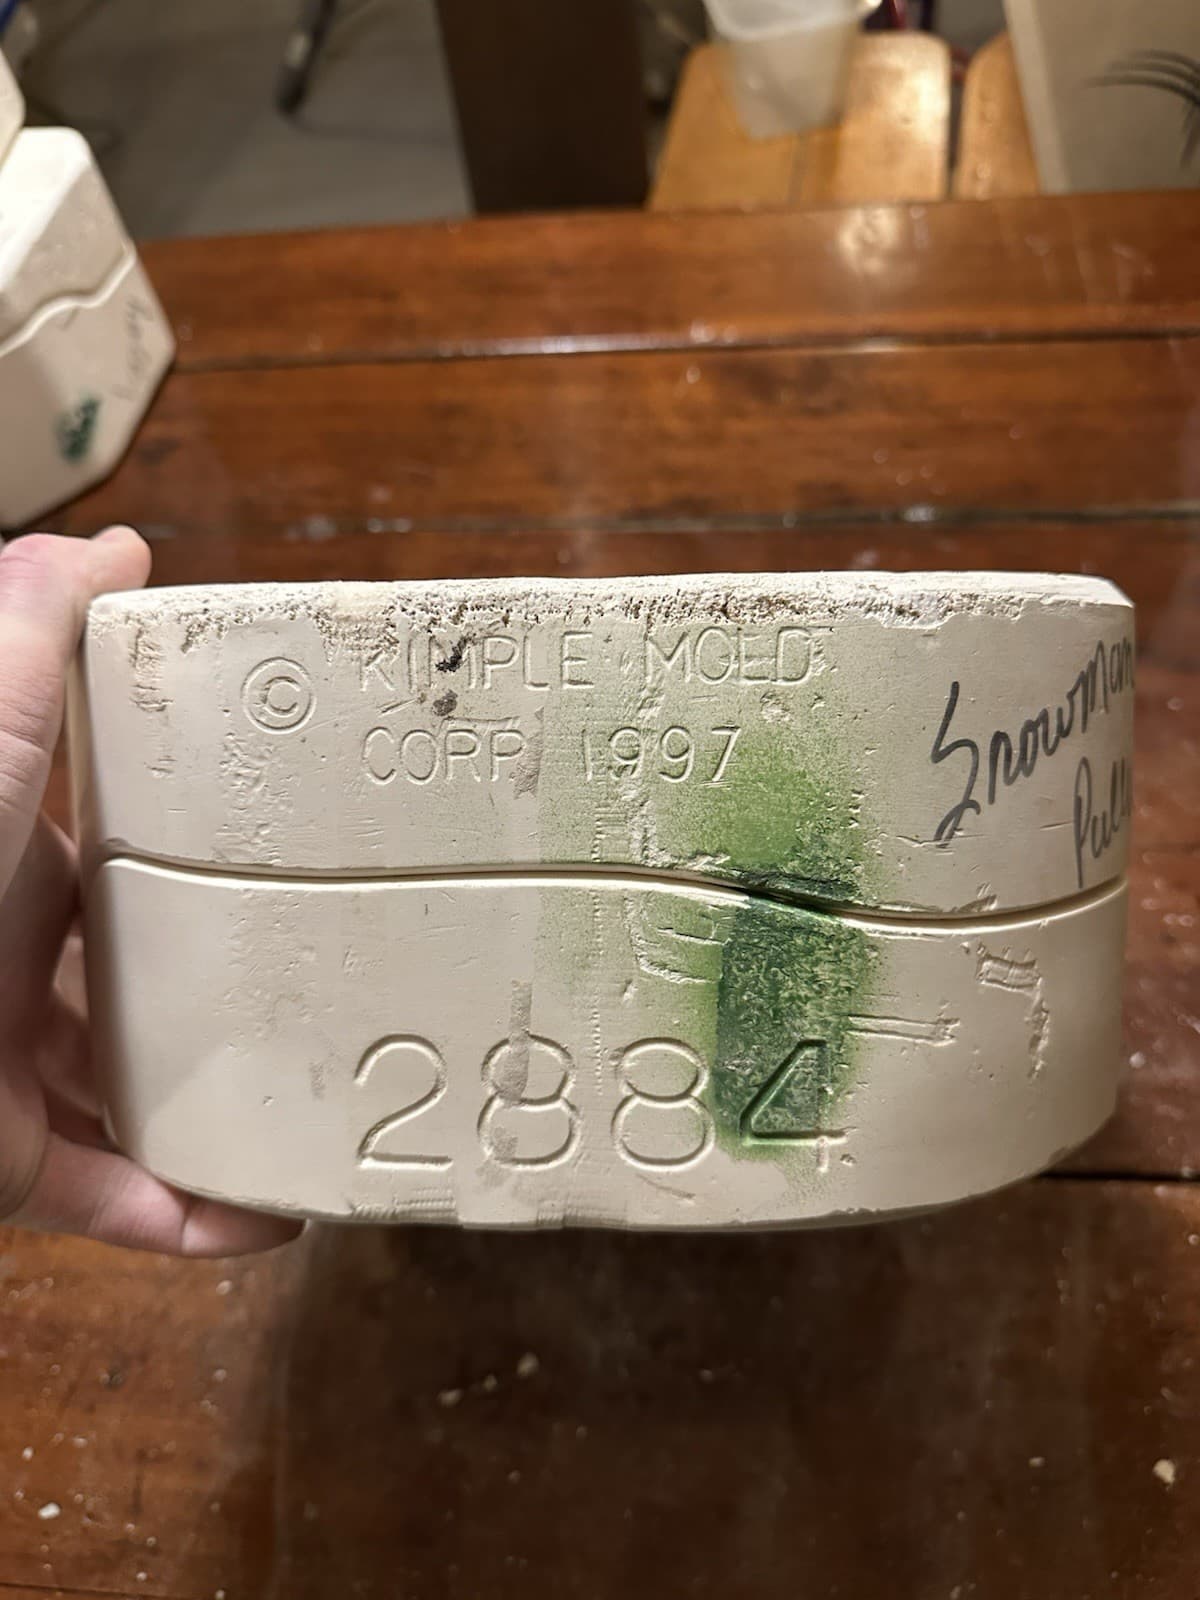 © KIMPLE MOLD
CORP 1997
Snowman
2884